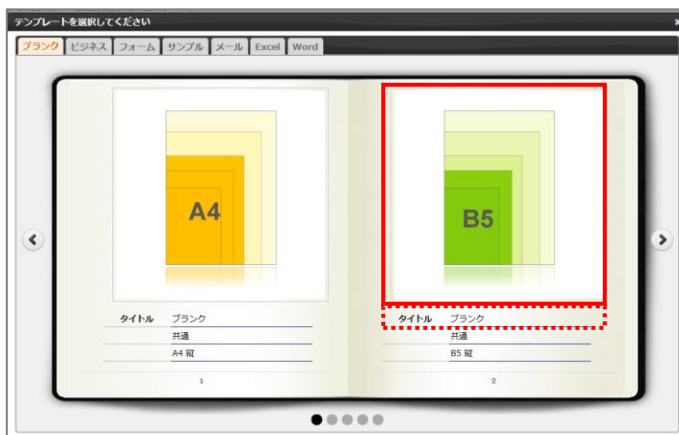 テンプレートを選択してください
ブランク ビジネス フォーム サンプル メール Excel Word
A4
B5
タイトル ブランク
共通
A4 縦
1
タイトル ブランク
共通
B5 縦
2